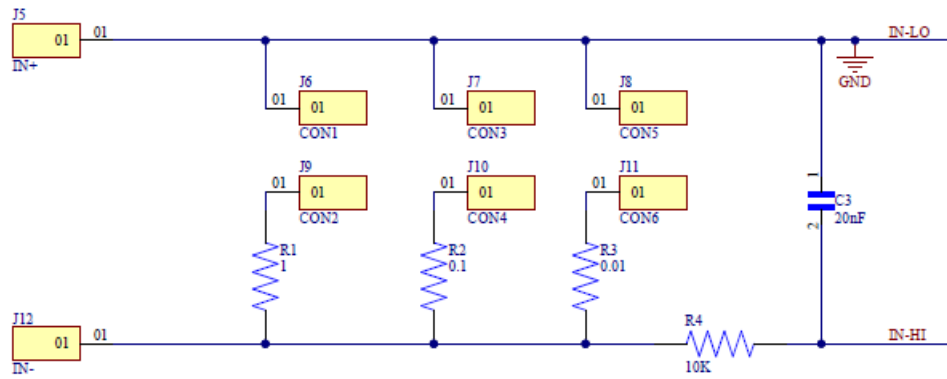 J5
01
01
IN+
IN-LO
GND
J6
01
01
CON1
J7
01
01
CON3
J8
01
01
CON5
J9
01
01
CON2
J10
01
01
CON4
J11
01
01
CON6
1
C3
20nF
2
R1
1
R2
0.1
R3
0.01
J12
01
01
IN-
R4
10K
IN-HI